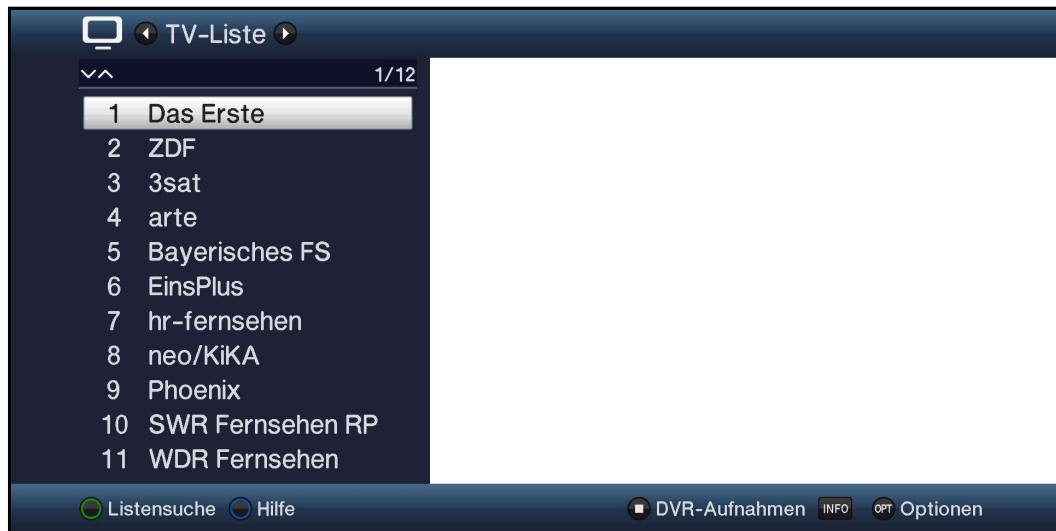 TV-Liste
1/12
1 Das Erste
2 ZDF
3 3sat
4 arte
5 Bayerisches FS
6 EinsPlus
7 hr-fernsehen
8 neo/KiKA
9 Phoenix
10 SWR Fernsehen RP
11 WDR Fernsehen
Listensuche Hilfe DVR-Aufnahmen INFO OPT Optionen